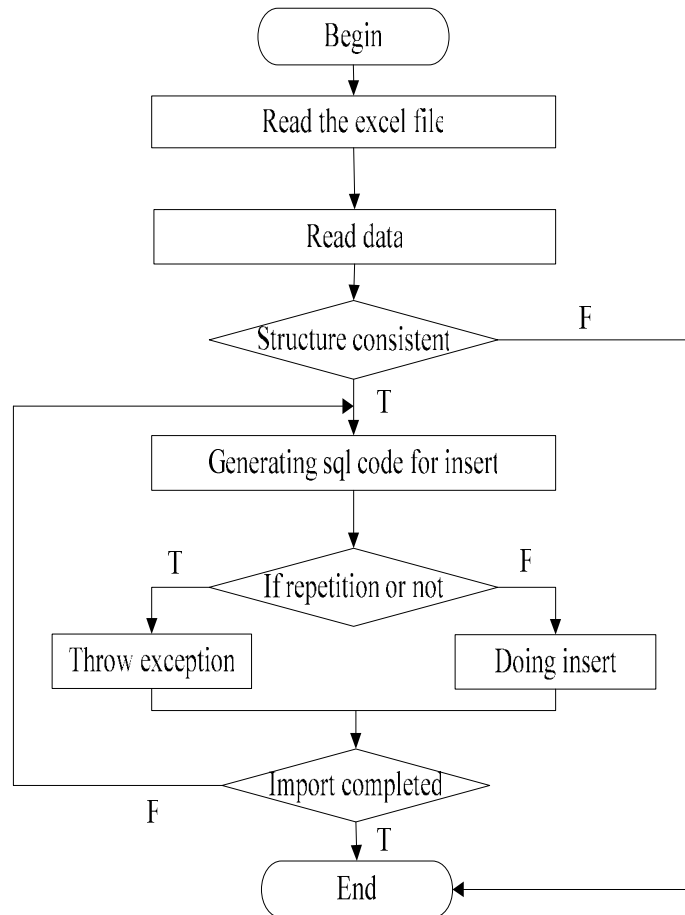 Begin
Read the excel file
Read data
Structure consistent
F
T
Generating sql code for insert
T
If repetition or not
F
Throw exception
Doing insert
Import completed
F
T
End